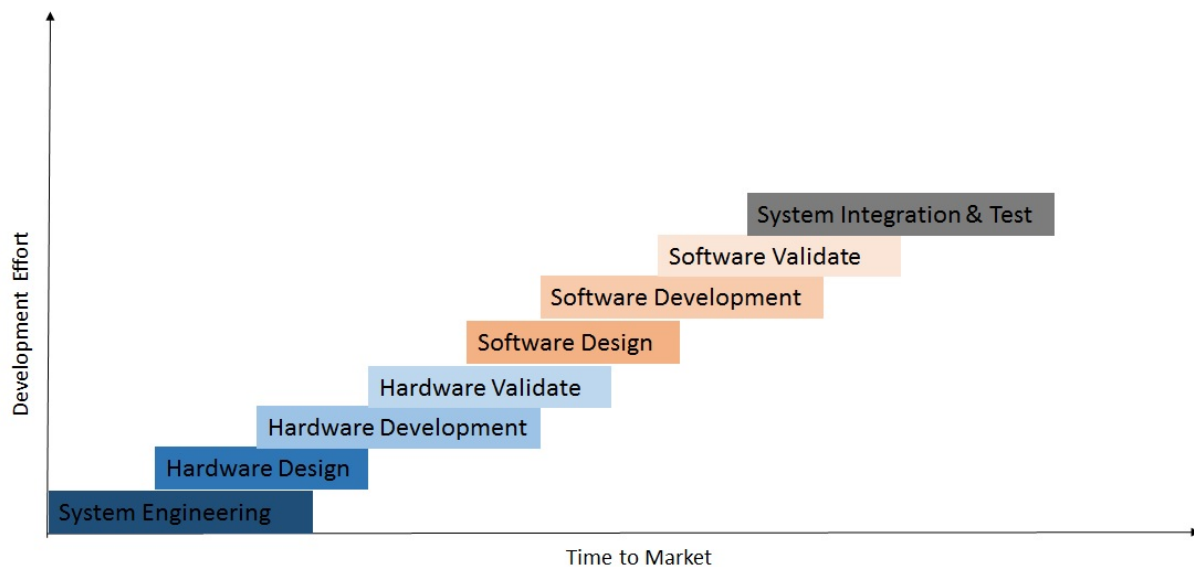 System Integration & Test
Software Validate
Software Development
Software Design
Hardware Validate
Hardware Development
Hardware Design
System Engineering
Development Effort
Time to Market